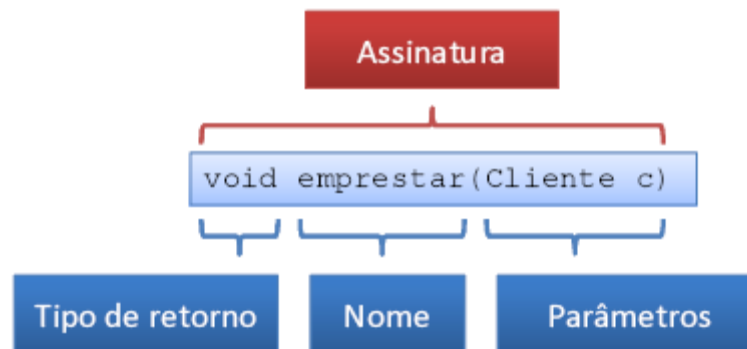 Assinatura
void emprestar(Cliente c)
Tipo de retorno
Nome
Parâmetros